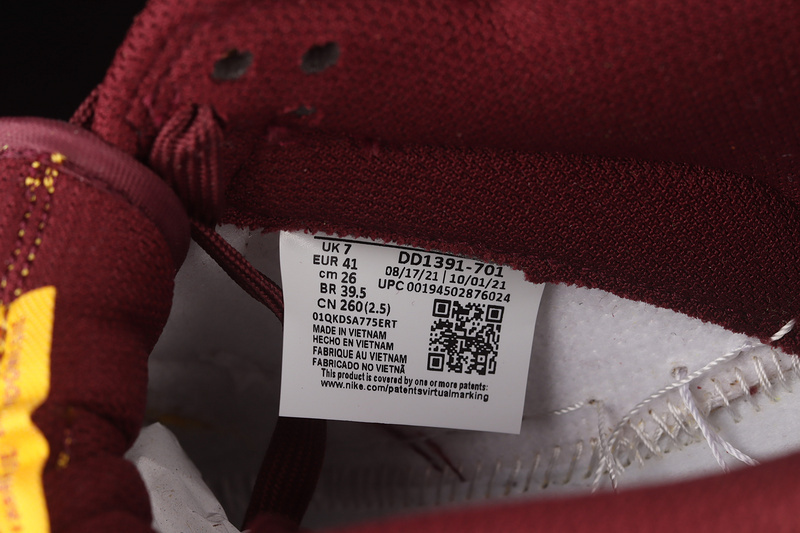 UK 7
EUR 41
cm 26
BR 39.5
CN 260(2.5)
01QKDSA775ERT
DD1391-701
08/17/21 | 10/01/21
UPC 00194502876024
MADE IN VIETNAM
HECHO EN VIETNAM
FABRIQUE AU VIETNAM
FABRICADO NO VIETNÃ
This product is covered by one or more patents:
www.nike.com/patentsvirtualmarking